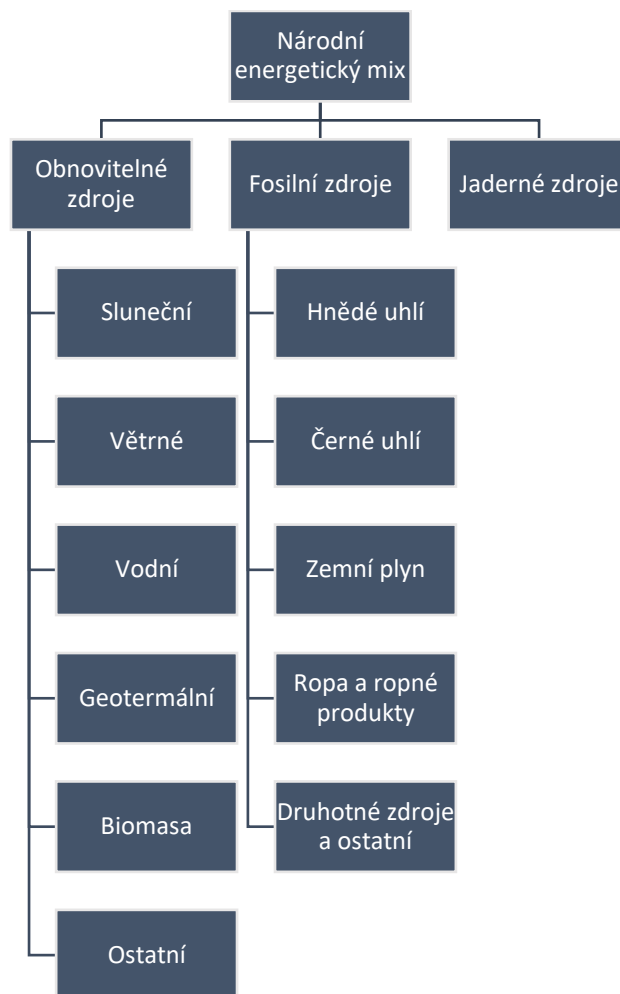 Národní
energetický mix
Obnovitelné
zdroje
Fosilní zdroje
Jaderné zdroje
Sluneční
Větrné
Vodní
Geotermální
Biomasa
Ostatní
Hnědé uhlí
Černé uhlí
Zemní plyn
Ropa a ropné
produkty
Druhotné zdroje
a ostatní